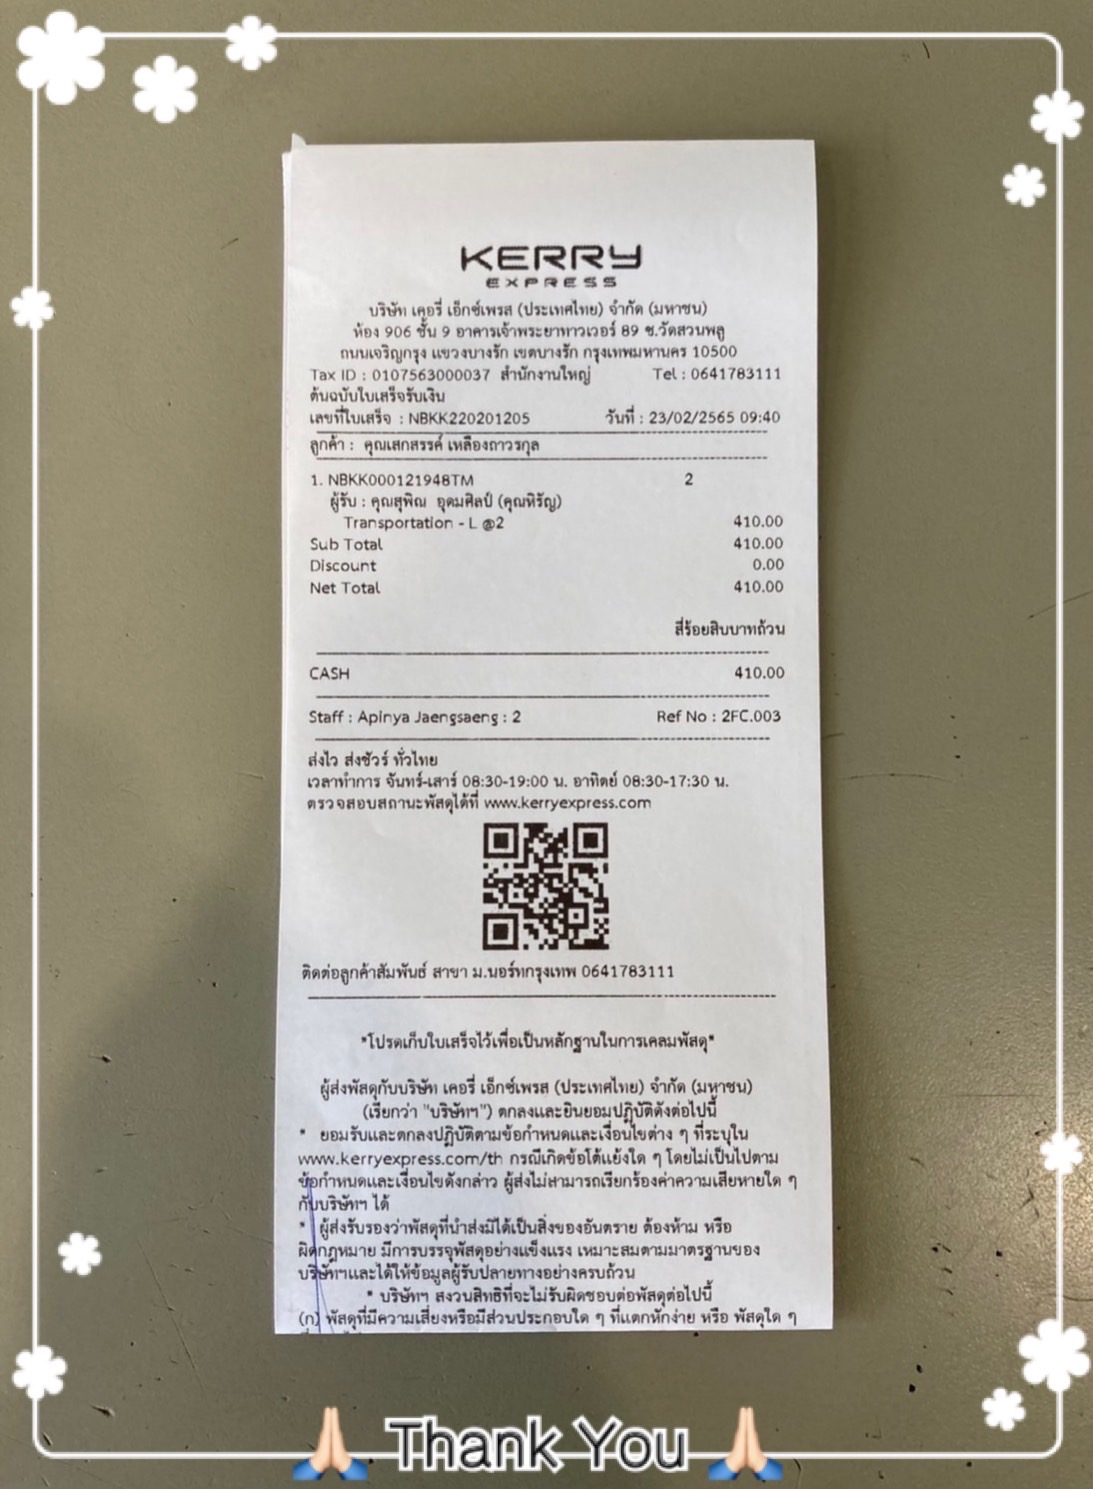 KERRY
EXPRESS
บริษัท เคอรี่ เอ็กซ์เพรส (ประเทศไทย) จำกัด (มหาชน)
ห้อง 906 ชั้น 9 อาคารเจ้าพระยาทาวเวอร์ 89 ซ.วัดสวนพลู
ถนนเจริญกรุง แขวงบางรัก เขตบางรัก กรุงเทพมหานคร 10500
Tax ID : 0107563000037 สำนักงานใหญ่ Tel : 0641783111
ต้นฉบับใบเสร็จรับเงิน
เลขที่ใบเสร็จ : NBKK220201205 วันที่ : 23/02/2565 09:40
ลูกค้า : คุณเสกสรรค์ เหลืองถาวรกุล
1. NBKK000121948TM 2
ผู้รับ : คุณสุพิณ อุดมศิลป์ (คุณหิรัญ)
Transportation - L @2 410.00
Sub Total 410.00
Discount 0.00
Net Total 410.00
สี่ร้อยสิบบาทถ้วน
CASH 410.00
Staff : Apinya Jaengsaeng : 2 Ref No : 2FC.003
ส่งไว ส่งชัวร์ ทั่วไทย
เวลาทำการ จันทร์-เสาร์ 08:30-19:00 น. อาทิตย์ 08:30-17:30 น.
ตรวจสอบสถานะพัสดุได้ที่ www.kerryexpress.com
ติดต่อลูกค้าสัมพันธ์ สาขา ม.นอร์ทกรุงเทพ 0641783111
*โปรดเก็บใบเสร็จไว้เพื่อเป็นหลักฐานในการเคลมพัสดุ*
ผู้ส่งพัสดุกับบริษัท เคอรี่ เอ็กซ์เพรส (ประเทศไทย) จำกัด (มหาชน)
(เรียกว่า "บริษัทฯ") ตกลงและยินยอมปฏิบัติดังต่อไปนี้
* ยอมรับและตกลงปฏิบัติตามข้อกำหนดและเงื่อนไขต่าง ๆ ที่ระบุใน
www.kerryexpress.com/th กรณีเกิดข้อโต้แย้งใด ๆ โดยไม่เป็นไปตาม
ข้อกำหนดและเงื่อนไขดังกล่าว ผู้ส่งไม่สามารถเรียกร้องค่าความเสียหายใด ๆ
กับบริษัทฯ ได้
* ผู้ส่งรับรองว่าพัสดุที่นำส่งมิได้เป็นสิ่งของอันตราย ต้องห้าม หรือ
ผิดกฎหมาย มีการบรรจุพัสดุอย่างแข็งแรง เหมาะสมตามมาตรฐานของ
บริษัทฯและได้ให้ข้อมูลผู้รับปลายทางอย่างครบถ้วน
* บริษัทฯ สงวนสิทธิที่จะไม่รับผิดชอบต่อพัสดุต่อไปนี้
(ก) พัสดุที่มีความเสี่ยงหรือมีส่วนประกอบใด ๆ ที่แตกหักง่าย หรือ พัสดุใด ๆ
Thank You